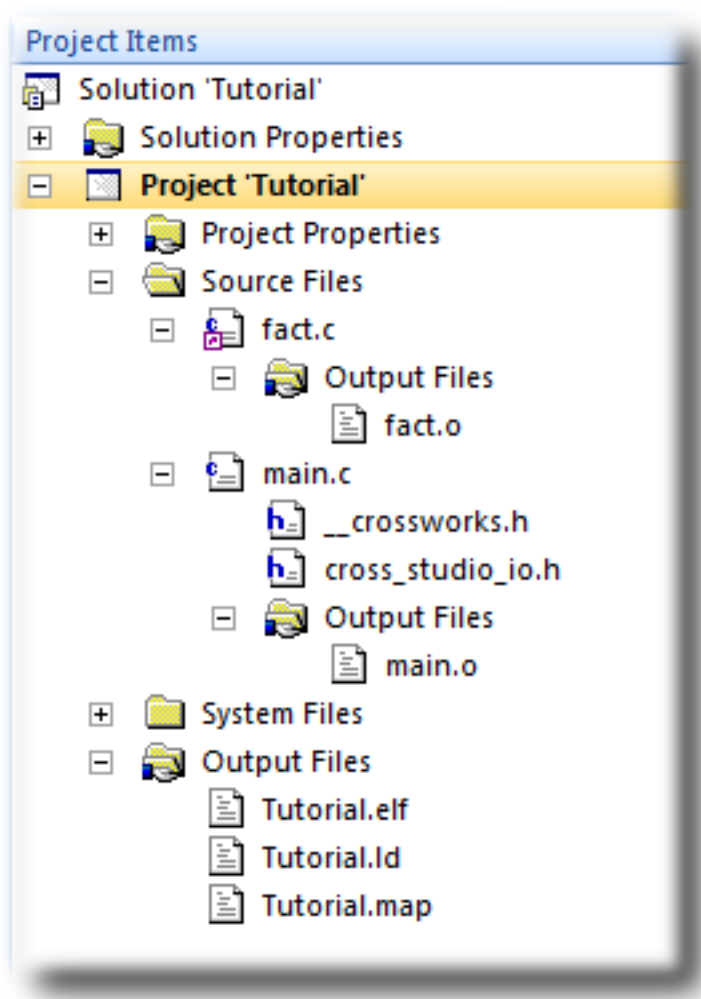 Project Items
Solution 'Tutorial'
Solution Properties
Project 'Tutorial'
Project Properties
Source Files
fact.c
Output Files
fact.o
main.c
__crossworks.h
cross_studio_io.h
Output Files
main.o
System Files
Output Files
Tutorial.elf
Tutorial.ld
Tutorial.map